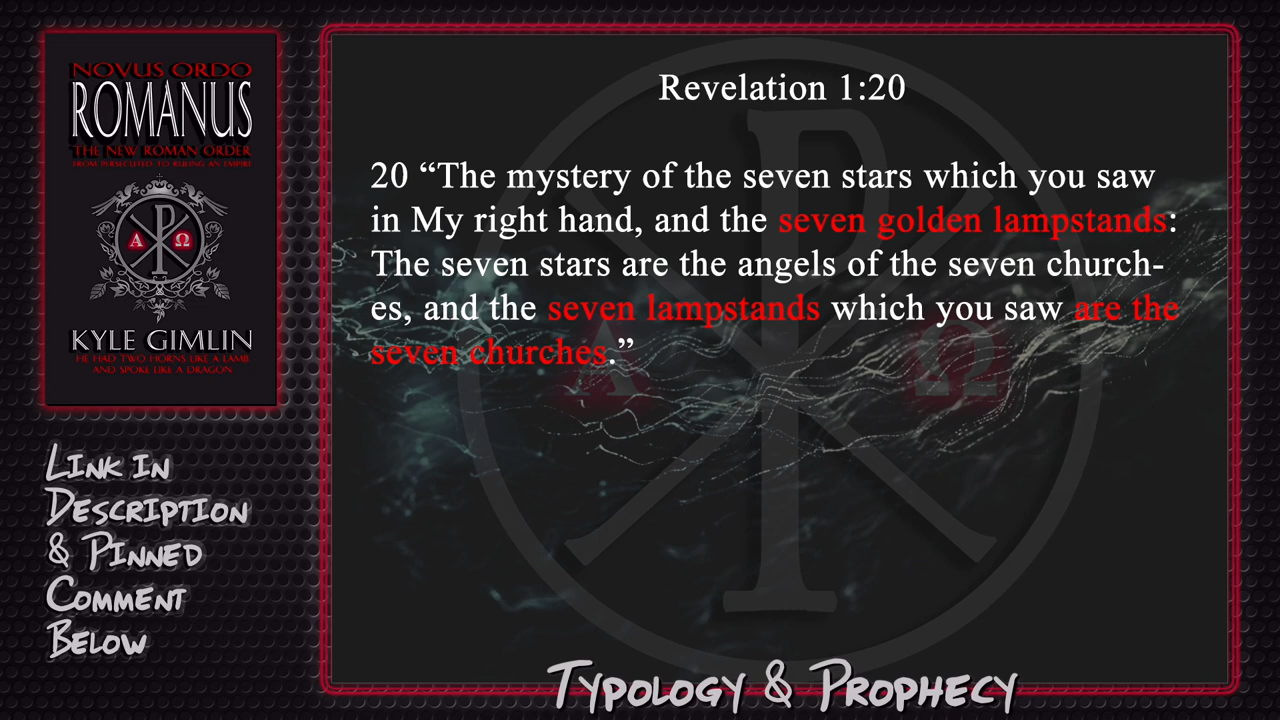 NOVUS ORDO
ROMANUS
THE NEW ROMAN ORDER
FROM PERSECUTED TO RULING AN EMPIRE
Α Ω
KYLE GIMLIN
HE HAD TWO HORNS LIKE A LAMB
AND SPOKE LIKE A DRAGON
LINK IN
DESCRIPTION
& PINNED
COMMENT
BELOW
Revelation 1:20
20 “The mystery of the seven stars which you saw
in My right hand, and the seven golden lampstands:
The seven stars are the angels of the seven church-
es, and the seven lampstands which you saw are the
seven churches.”
Α Ω
TYPOLOGY & PROPHECY